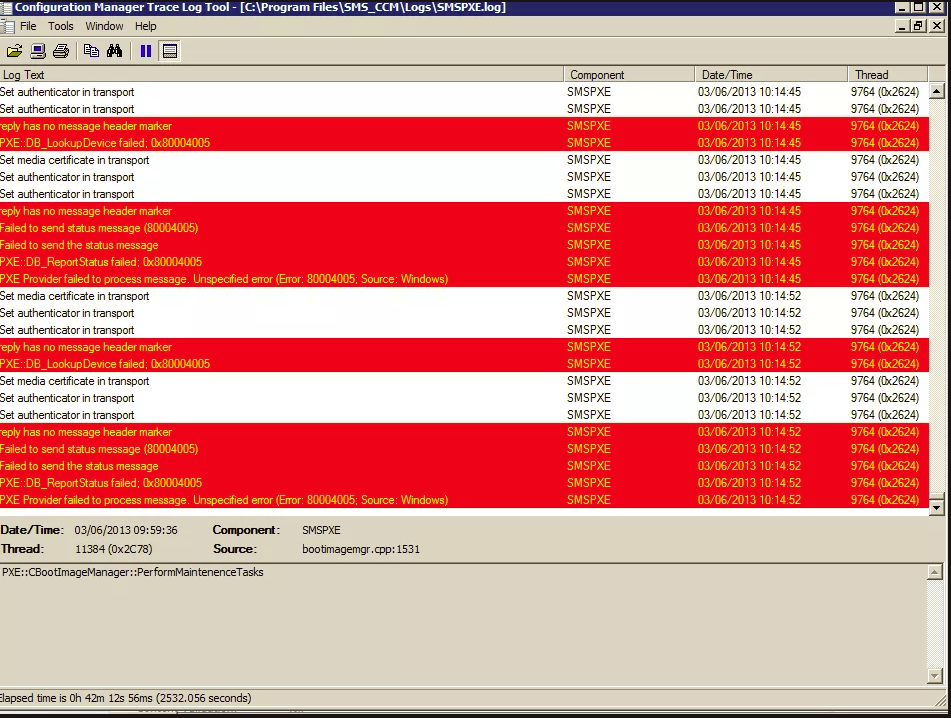 Configuration Manager Trace Log Tool - [C:\Program Files\SMS_CCM\Logs\SMSPXE.log]
File Tools Window Help
Log Text Component Date/Time Thread
Set authenticator in transport SMSPXE 03/06/2013 10:14:45 9764 (0x2624)
Set authenticator in transport SMSPXE 03/06/2013 10:14:45 9764 (0x2624)
reply has no message header marker SMSPXE 03/06/2013 10:14:45 9764 (0x2624)
PXE::DB_LookupDevice failed; 0x80004005 SMSPXE 03/06/2013 10:14:45 9764 (0x2624)
Set media certificate in transport SMSPXE 03/06/2013 10:14:45 9764 (0x2624)
Set authenticator in transport SMSPXE 03/06/2013 10:14:45 9764 (0x2624)
Set authenticator in transport SMSPXE 03/06/2013 10:14:45 9764 (0x2624)
reply has no message header marker SMSPXE 03/06/2013 10:14:45 9764 (0x2624)
Failed to send status message (80004005) SMSPXE 03/06/2013 10:14:45 9764 (0x2624)
Failed to send the status message SMSPXE 03/06/2013 10:14:45 9764 (0x2624)
PXE::DB_ReportStatus failed; 0x80004005 SMSPXE 03/06/2013 10:14:45 9764 (0x2624)
PXE Provider failed to process message. Unspecified error (Error: 80004005; Source: Windows) SMSPXE 03/06/2013 10:14:45 9764 (0x2624)
Set media certificate in transport SMSPXE 03/06/2013 10:14:52 9764 (0x2624)
Set authenticator in transport SMSPXE 03/06/2013 10:14:52 9764 (0x2624)
Set authenticator in transport SMSPXE 03/06/2013 10:14:52 9764 (0x2624)
reply has no message header marker SMSPXE 03/06/2013 10:14:52 9764 (0x2624)
PXE::DB_LookupDevice failed; 0x80004005 SMSPXE 03/06/2013 10:14:52 9764 (0x2624)
Set media certificate in transport SMSPXE 03/06/2013 10:14:52 9764 (0x2624)
Set authenticator in transport SMSPXE 03/06/2013 10:14:52 9764 (0x2624)
Set authenticator in transport SMSPXE 03/06/2013 10:14:52 9764 (0x2624)
reply has no message header marker SMSPXE 03/06/2013 10:14:52 9764 (0x2624)
Failed to send status message (80004005) SMSPXE 03/06/2013 10:14:52 9764 (0x2624)
Failed to send the status message SMSPXE 03/06/2013 10:14:52 9764 (0x2624)
PXE::DB_ReportStatus failed; 0x80004005 SMSPXE 03/06/2013 10:14:52 9764 (0x2624)
PXE Provider failed to process message. Unspecified error (Error: 80004005; Source: Windows) SMSPXE 03/06/2013 10:14:52 9764 (0x2624)
Date/Time: 03/06/2013 09:59:36 Component: SMSPXE
Thread: 11384 (0x2C78) Source: bootimagemgr.cpp:1531
PXE::CBootImageManager::PerformMaintenenceTasks
Elapsed time is 0h 42m 12s 56ms (2532.056 seconds)